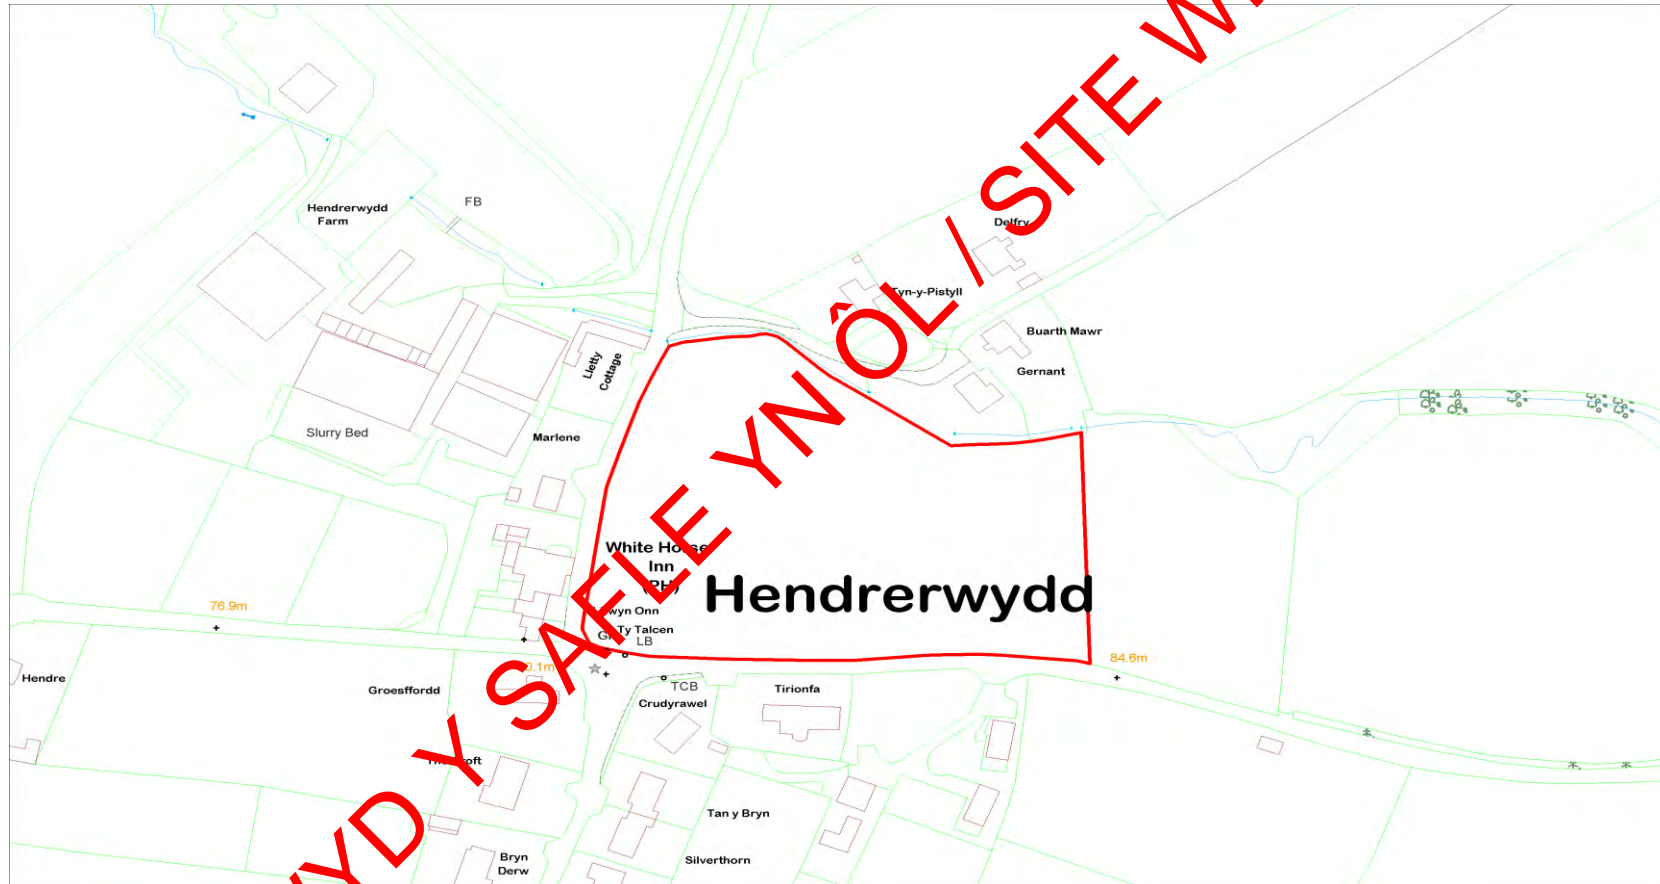 FB
Hendrerwydd
Farm
Delfry
Tyn-y-Pistyll
Buarth Mawr
Gernant
Lletty
Cottage
Slurry Bed
Marlene
White Horse
Inn
(PH)
Hendrerwydd
Llwyn Onn
Ty Talcen
LB
76.9m
84.6m
Hendre
Groesffordd
TCB
Crudyrawel
Tirionfa
Tan y Bryn
Silverthorn
Bryn
Derw
Y SAFLE YN ÔL / SITE